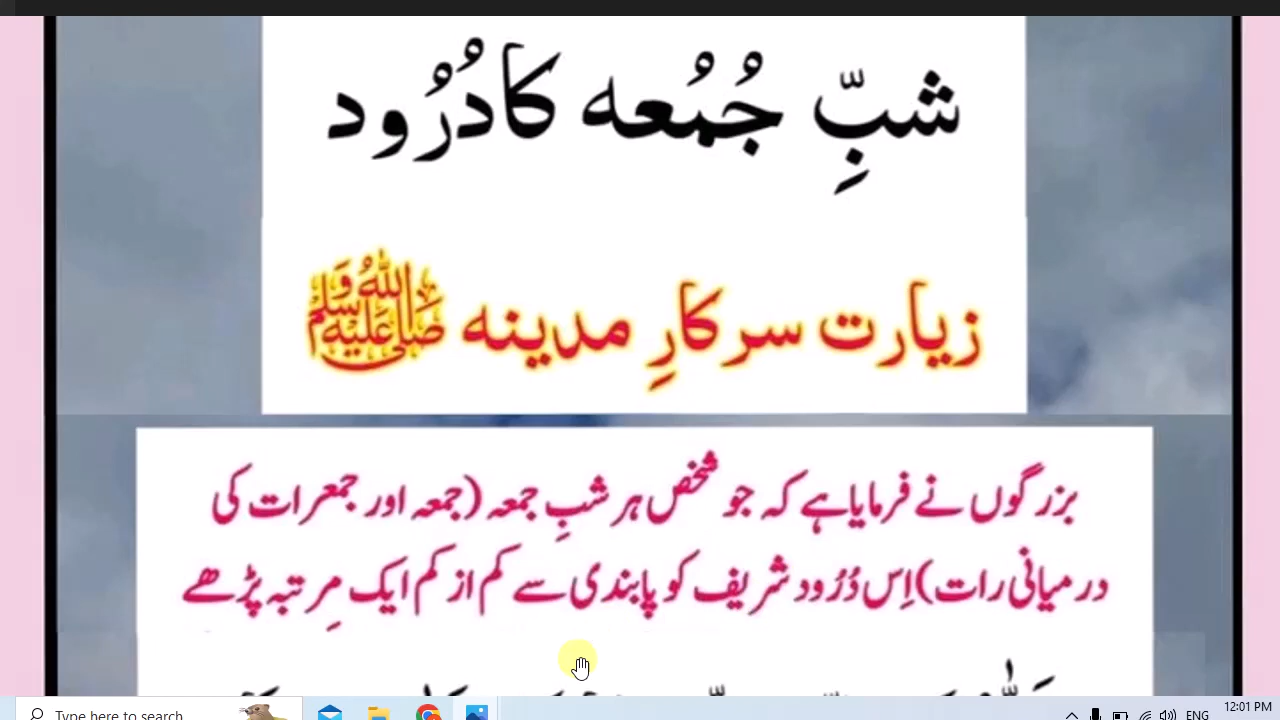 شبِّ جُمُعہ کا دُرُود
زیارت سرکارِ مدینہ ﷺ
بزرگوں نے فرمایا ہے کہ جو شخص ہر شبِ جمعہ (جمعہ اور جمعرات کی
درمیانی رات) اِس دُرُود شریف کو پابندی سے کم از کم ایک مرتبہ پڑھے
Type here to search
ENG
12:01 PM